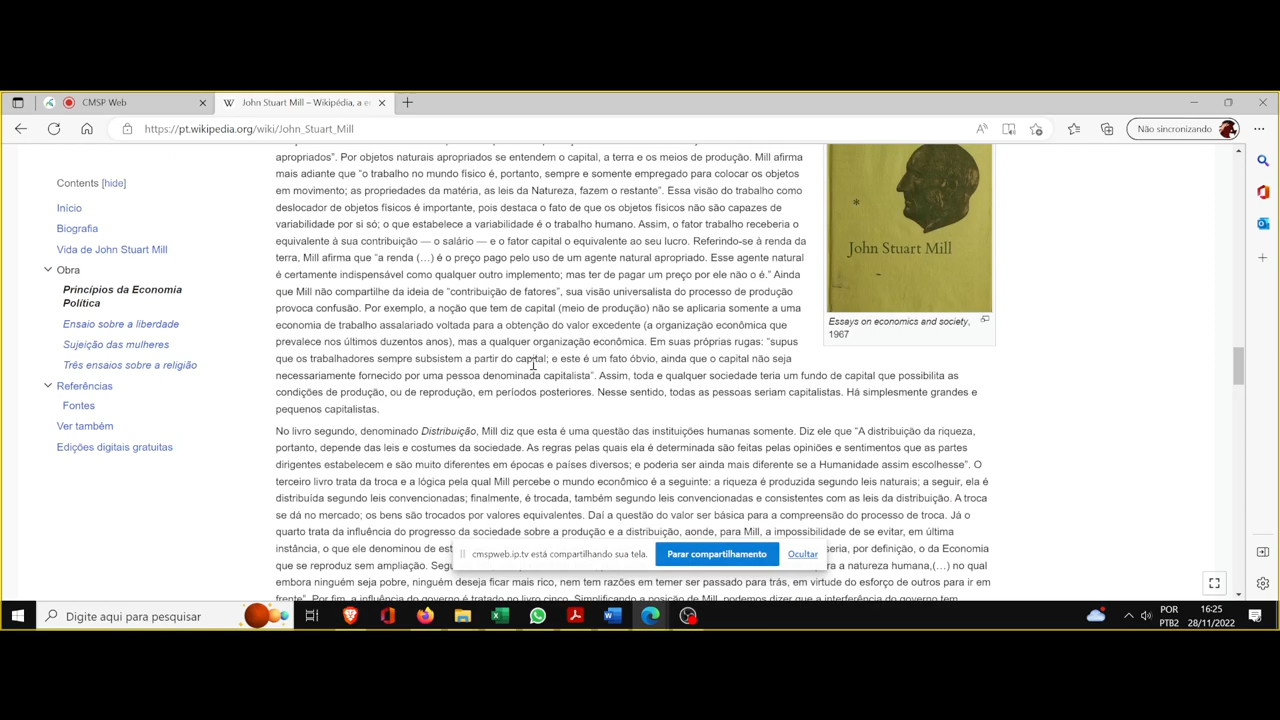 CMSP Web
John Stuart Mill – Wikipédia, a e
https://pt.wikipedia.org/wiki/John_Stuart_Mill
Não sincronizando
Contents [hide]
Início
Biografia
Vida de John Stuart Mill
Obra
Princípios da Economia
Política
Ensaio sobre a liberdade
Sujeição das mulheres
Três ensaios sobre a religião
Referências
Fontes
Ver também
Edições digitais gratuitas
apropriados”. Por objetos naturais apropriados se entendem o capital, a terra e os meios de produção. Mill afirma
mais adiante que “o trabalho no mundo físico é, portanto, sempre e somente empregado para colocar os objetos
em movimento; as propriedades da matéria, as leis da Natureza, fazem o restante”. Essa visão do trabalho como
deslocador de objetos físicos é importante, pois destaca o fato de que os objetos físicos não são capazes de
variabilidade por si só; o que estabelece a variabilidade é o trabalho humano. Assim, o fator trabalho receberia o
equivalente à sua contribuição — o salário — e o fator capital o equivalente ao seu lucro. Referindo-se à renda da
terra, Mill afirma que “a renda (…) é o preço pago pelo uso de um agente natural apropriado. Esse agente natural
é certamente indispensável como qualquer outro implemento; mas ter de pagar um preço por ele não o é.” Ainda
que Mill não compartilhe da ideia de “contribuição de fatores”, sua visão universalista do processo de produção
provoca confusão. Por exemplo, a noção que tem de capital (meio de produção) não se aplicaria somente a uma
economia de trabalho assalariado voltada para a obtenção do valor excedente (a organização econômica que
prevalece nos últimos duzentos anos), mas a qualquer organização econômica. Em suas próprias rugas: “supus
que os trabalhadores sempre subsistem a partir do capital; e este é um fato óbvio, ainda que o capital não seja
necessariamente fornecido por uma pessoa denominada capitalista”. Assim, toda e qualquer sociedade teria um fundo de capital que possibilita as
condições de produção, ou de reprodução, em períodos posteriores. Nesse sentido, todas as pessoas seriam capitalistas. Há simplesmente grandes e
pequenos capitalistas.
John Stuart Mill
Essays on economics and society,
1967
No livro segundo, denominado Distribuição, Mill diz que esta é uma questão das instituições humanas somente. Diz ele que “A distribuição da riqueza,
portanto, depende das leis e costumes da sociedade. As regras pelas quais ela é determinada são feitas pelas opiniões e sentimentos que as partes
dirigentes estabelecem e são muito diferentes em épocas e países diversos; e poderia ser ainda mais diferente se a Humanidade assim escolhesse”. O
terceiro livro trata da troca e a lógica pela qual Mill percebe o mundo econômico é a seguinte: a riqueza é produzida segundo leis naturais; a seguir, ela é
distribuída segundo leis convencionadas; finalmente, é trocada, também segundo leis convencionadas e consistentes com as leis da distribuição. A troca
se dá no mercado; os bens são trocados por valores equivalentes. Daí a questão do valor ser básica para a compreensão do processo de troca. Já o
quarto trata da influência do progresso da sociedade sobre a produção e a distribuição, aonde, para Mill, a impossibilidade de se evitar, em última
instância, o que ele denominou de est seria, por definição, o da Economia
que se reproduz sem ampliação. Segu a a natureza humana,(…) no qual
embora ninguém seja pobre, ninguém deseja ficar mais rico, nem tem razões em temer ser passado para trás, em virtude do esforço de outros para ir em
frente”. Por fim, a influência do governo é tratado no livro cinco. Simplificando a posição de Mill, podemos dizer que a interferência do governo tem
cmspweb.ip.tv está compartilhando sua tela.
Parar compartilhamento
Ocultar
Digite aqui para pesquisar
POR
PTB2
16:25
28/11/2022